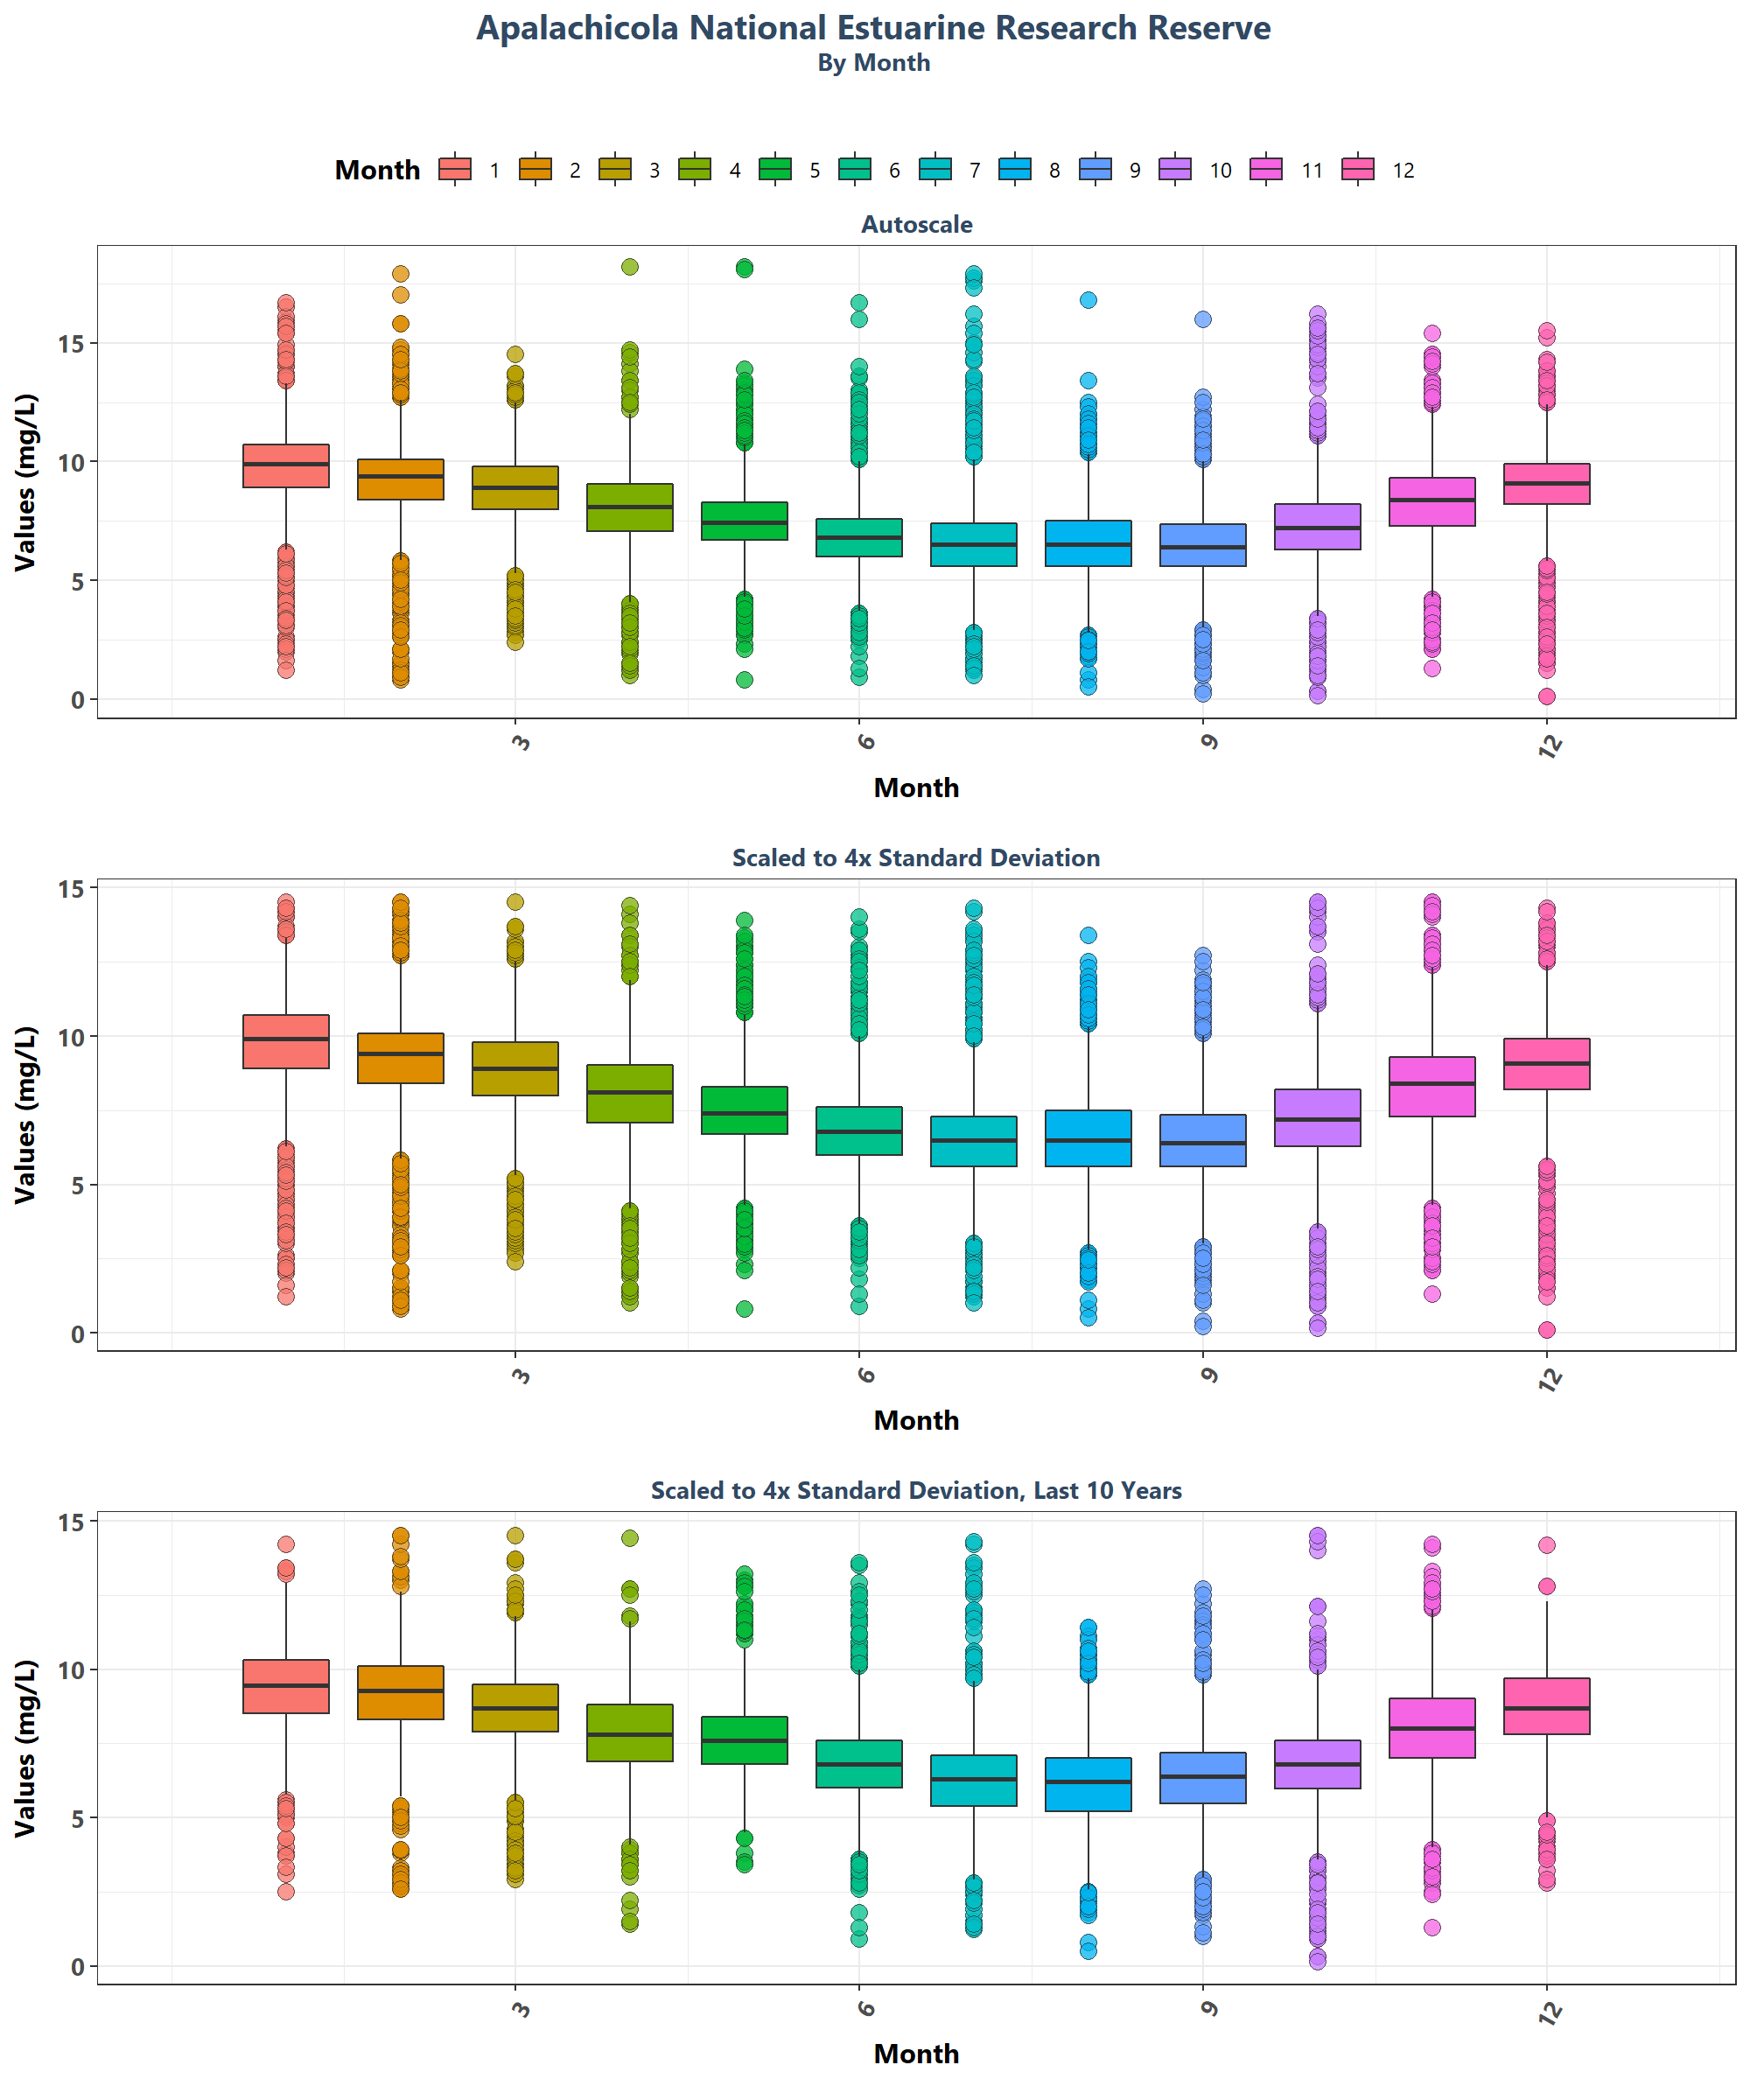 Apalachicola National Estuarine Research Reserve
By Month
Month 1 2 3 4 5 6 7 8 9 10 11 12
Autoscale
Values (mg/L)
15
10
5
0
3 6 9 12
Month
Scaled to 4x Standard Deviation
Values (mg/L)
15
10
5
0
3 6 9 12
Month
Scaled to 4x Standard Deviation, Last 10 Years
Values (mg/L)
15
10
5
0
3 6 9 12
Month